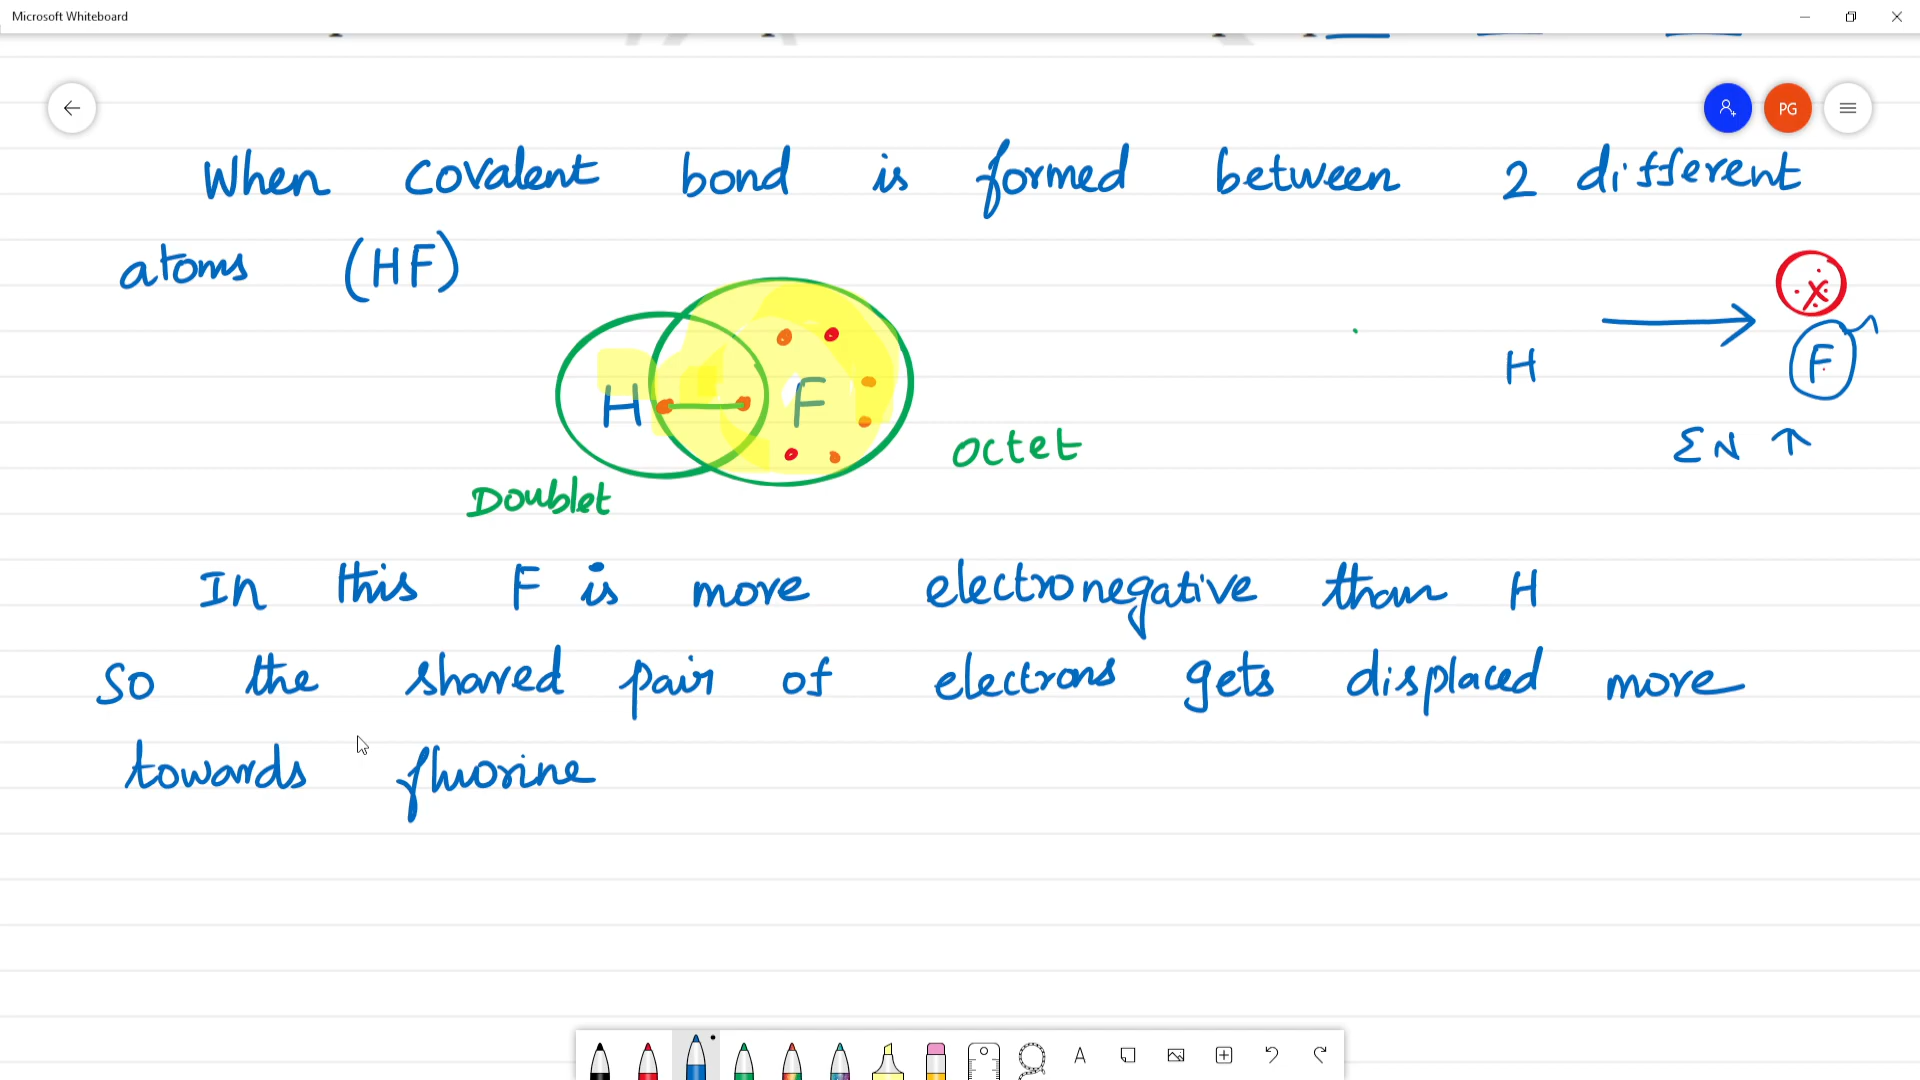 Microsoft Whiteboard
PG
When covalent bond is formed between 2 different
atoms (HF)
H F
H F
Octet
EN ↑
Doublet
In this F is more electronegative than H
So the shared pair of electrons gets displaced more
towards fluorine
A